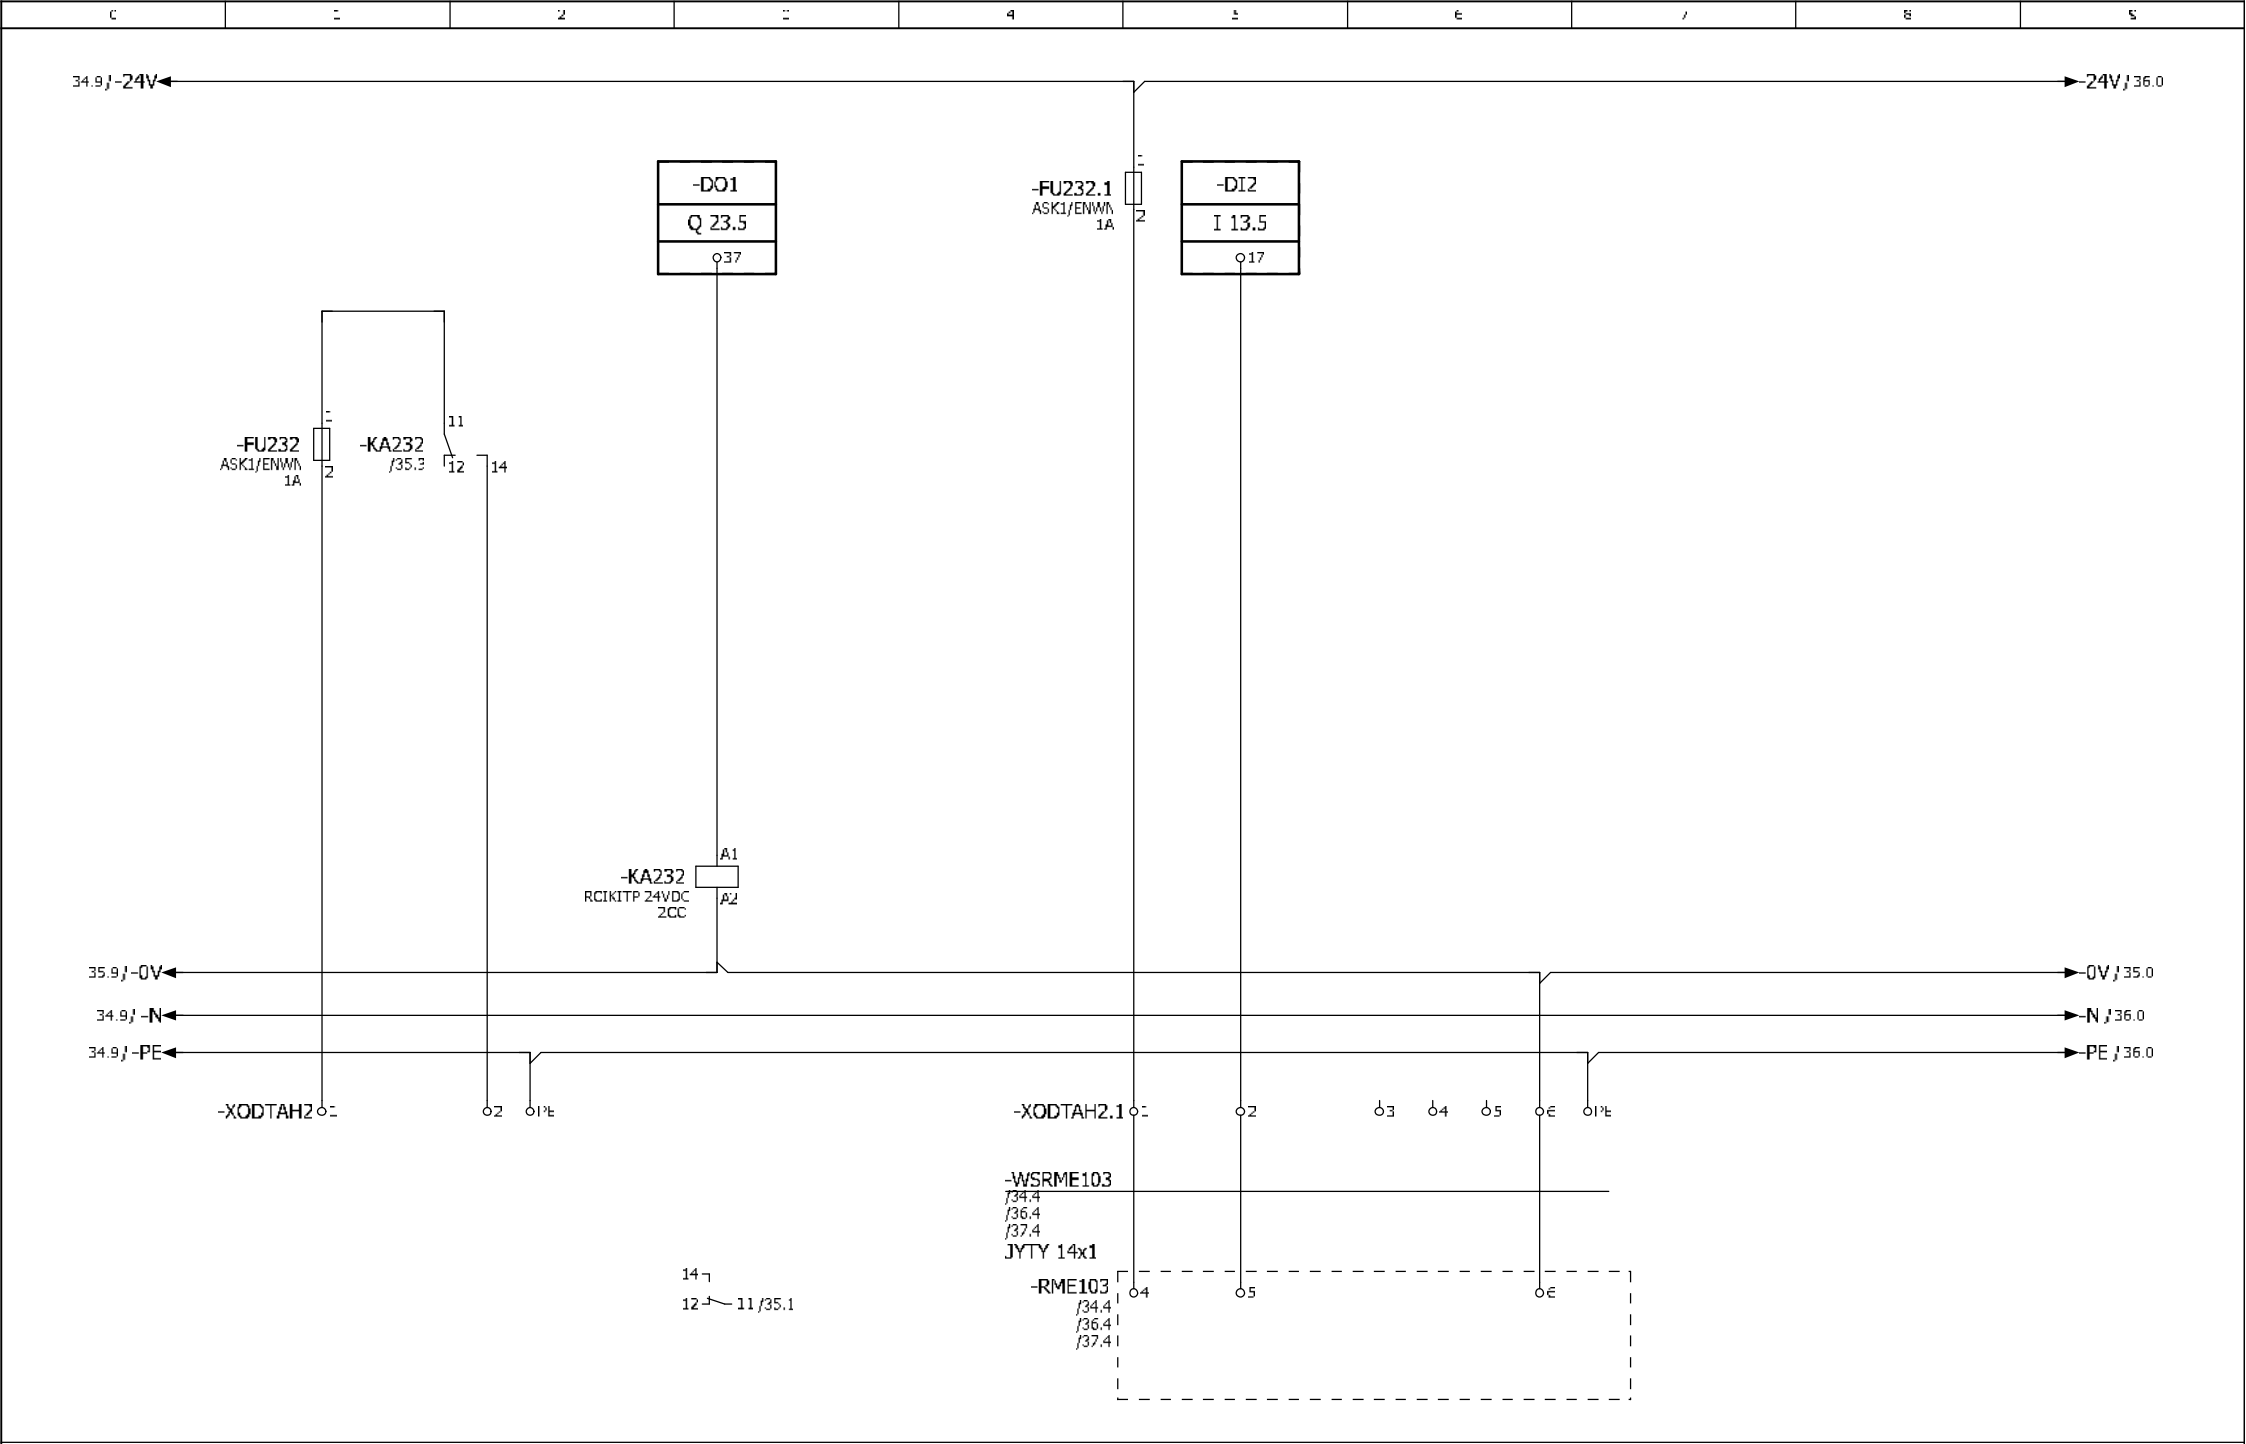 2
4
34.9/ -24V
-24V / 36.0
-DO1
Q 23.5
37
-FU232.1
ASK1/ENWN
1A
2
-DI2
I 13.5
17
-FU232
ASK1/ENWN
1A
2
-KA232
/35.3
11
12
14
-KA232
RCIKITP 24VDC
2CO
A1
A2
35.9/ -0V
-0V / 35.0
34.9/ -N
-N / 36.0
34.9/ -PE
-PE / 36.0
-XODTAH2
2
PE
-XODTAH2.1
2
3
4
5
6
PE
-WSRME103
/34.4
/36.4
/37.4
JYTY 14x1
14
12
11 /35.1
-RME103
/34.4
/36.4
/37.4
4
5
6